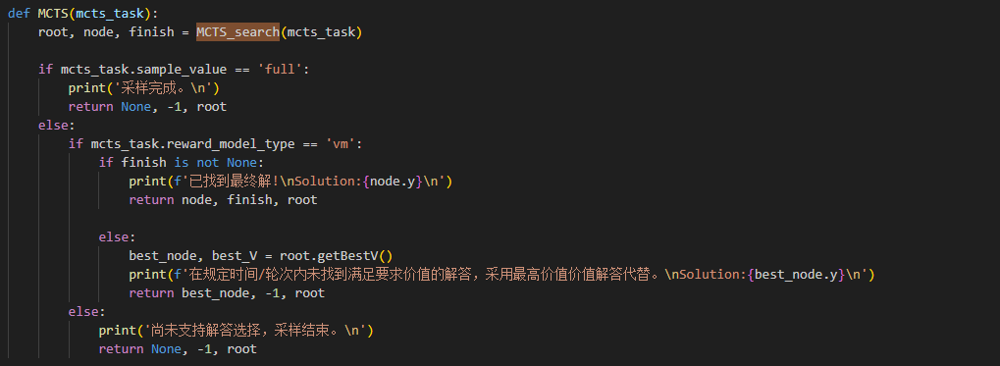 def MCTS(mcts_task):
    root, node, finish = MCTS_search(mcts_task)

    if mcts_task.sample_value == 'full':
        print('采样完成。\n')
        return None, -1, root
    else:
        if mcts_task.reward_model_type == 'vm':
            if finish is not None:
                print(f'已找到最终解!\nSolution:{node.y}\n')
                return node, finish, root

            else:
                best_node, best_V = root.getBestV()
                print(f'在规定时间/轮次内未找到满足要求价值的解答，采用最高价值价值解答代替。\nSolution:{best_node.y}\n')
                return best_node, -1, root
        else:
            print('尚未支持解答选择，采样结束。\n')
            return None, -1, root